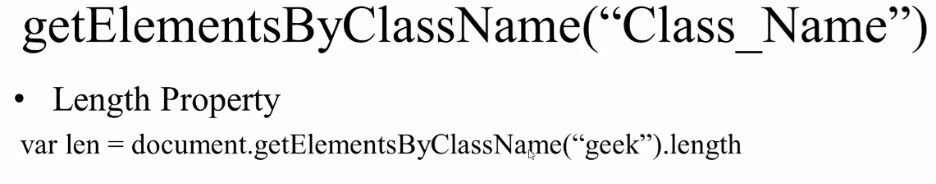 getElementsByClassName(“Class_Name”)
• Length Property
var len = document.getElementsByClassName(“geek”).length